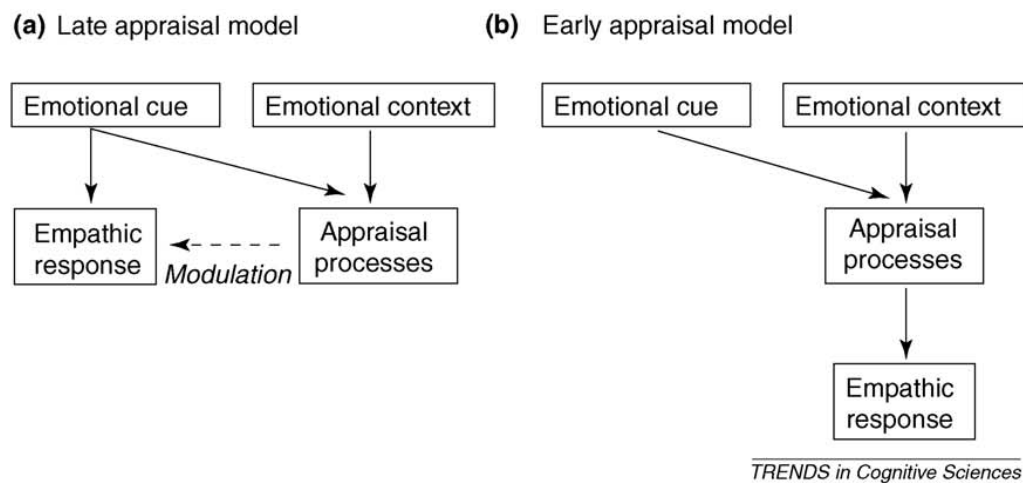 (a) Late appraisal model
Emotional cue
Emotional context
Empathic
response
Modulation
Appraisal
processes
(b) Early appraisal model
Emotional cue
Emotional context
Appraisal
processes
Empathic
response
TRENDS in Cognitive Sciences